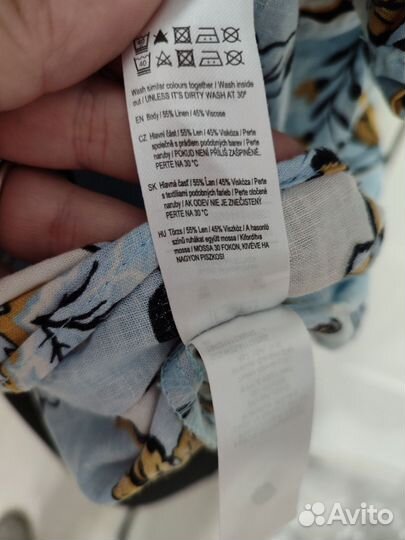 40
40
Wash similar colours together / Wash inside
out / UNLESS IT'S DIRTY WASH AT 30°
EN Body / 55% Linen / 45% Viscose
CZ Hlavní část / 55% Len / 45% Viskóza / Perte
společně s prádlem podobných barev / Perte
naruby / POKUD NENÍ PŘÍLIŠ ZAŠPINĚNÉ,
PERTE NA 30 °C
SK Hlavná časť / 55% Len / 45% Viskóza / Perte
s textíliami podobných farieb / Perte otočené
naruby / AK ODEV NIE JE ZNEČISTENÝ
PERTE NA 30 °C
HU Törzs / 55% Len / 45% Viszkóz / A hasonló
színű ruhákat együtt mossa / Kifordítva
mossa / 30 FOKON, KIVÉVE HA
NAGYON PISZKOS!
Avito